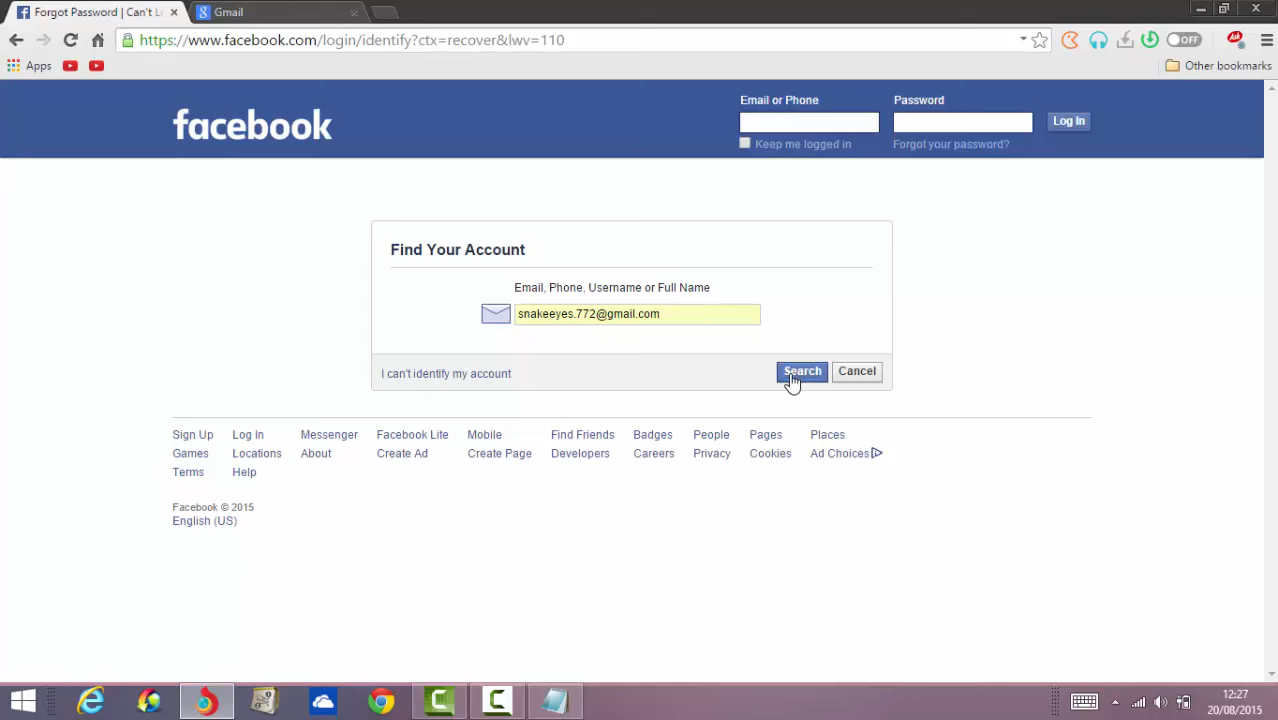 Forgot Password | Can't L
Gmail
https://www.facebook.com/login/identify?ctx=recover&lwv=110
OFF
Apps
Other bookmarks
facebook
Email or Phone
Password
Log In
Keep me logged in
Forgot your password?
Find Your Account
Email, Phone, Username or Full Name
snakeeyes.772@gmail.com
I can't identify my account
Search
Cancel
Sign Up Log In Messenger Facebook Lite Mobile Find Friends Badges People Pages Places
Games Locations About Create Ad Create Page Developers Careers Privacy Cookies Ad Choices
Terms Help
Facebook © 2015
English (US)
12:27
20/08/2015